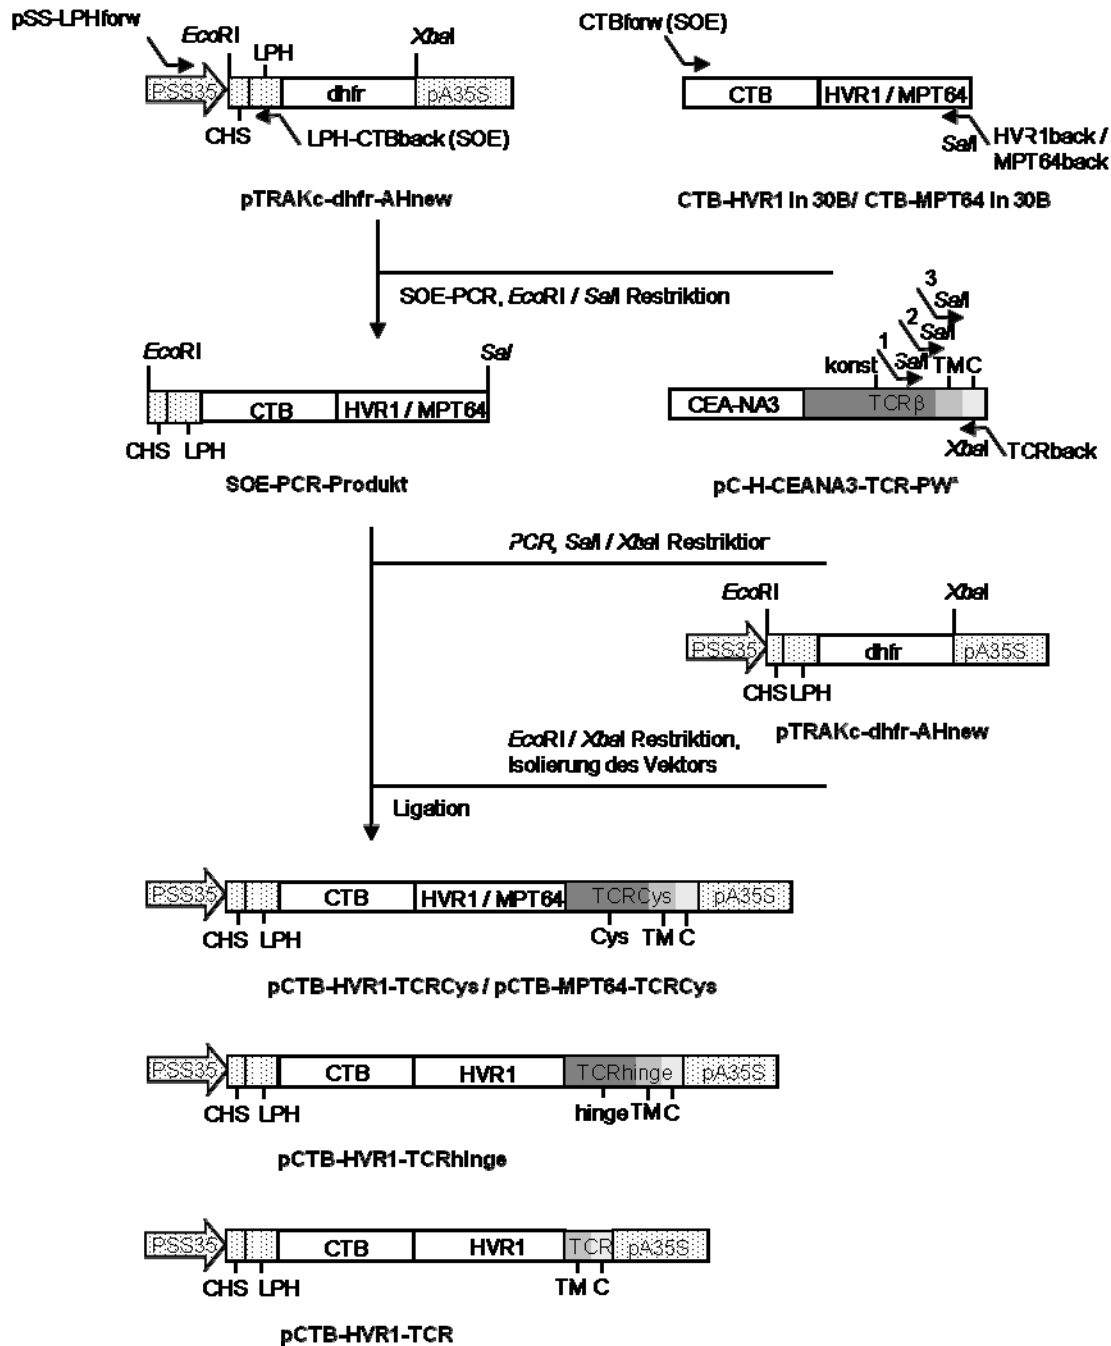 pSS-LPHforw
EcoRI
LPH
XbaI
PSS35
dhfr
pA35S
CHS
LPH-CTBback (SOE)
pTRAKc-dhfr-AHnew
CTBforw (SOE)
CTB
HVR1 / MPT64
SalI
HVR1back /
MPT64back
CTB-HVR1 in 30B/ CTB-MPT64 in 30B
SOE-PCR, EcoRI / SalI Restriktion
EcoRI
Sal
CTB
HVR1 / MPT64
CHS
LPH
SOE-PCR-Produkt
3
SalI
2
SalI
1
SalI
konst
TM
C
CEA-NA3
TCRβ
XbaI
TCRback
pC-H-CEANA3-TCR-PW*
PCR, SalI / XbaI Restriktion
EcoRI
XbaI
PSS35
dhfr
pA35S
CHS
LPH
pTRAKc-dhfr-AHnew
EcoRI / XbaI Restriktion,
Isolierung des Vektors
Ligation
PSS35
CTB
HVR1 / MPT64
TCRCys
pA35S
CHS
LPH
Cys
TM
C
pCTB-HVR1-TCRCys / pCTB-MPT64-TCRCys
PSS35
CTB
HVR1
TCRhinge
pA35S
CHS
LPH
hinge
TM
C
pCTB-HVR1-TCRhinge
PSS35
CTB
HVR1
TCR
pA35S
CHS
LPH
TM
C
pCTB-HVR1-TCR